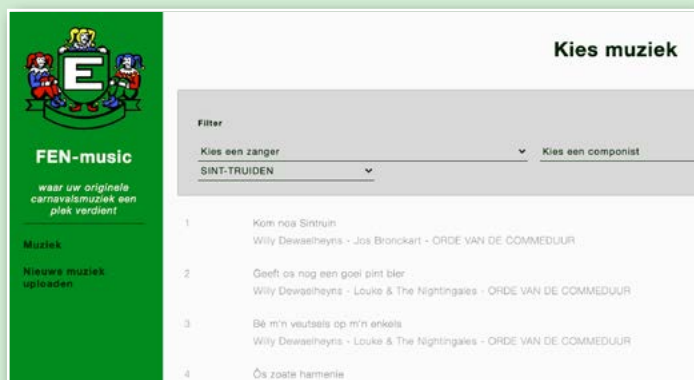 E
FEN-music
waar uw originele
carnavalsmuziek een
plek verdient
Muziek
Nieuwe muziek
uploaden
Kies muziek
Filter
Kies een zanger
Kies een componist
SINT-TRUIDEN
1 Kom noa Sintruin
Willy Dewaelheyns - Jos Bronckart - ORDE VAN DE COMMEDUUR
2 Geeft os nog een goei pint bier
Willy Dewaelheyns - Louke & The Nightingales - ORDE VAN DE COMMEDUUR
3 Bé m'n veutsels op m'n enkels
Willy Dewaelheyns - Louke & The Nightingales - ORDE VAN DE COMMEDUUR
4 Ôs zoate harmenie